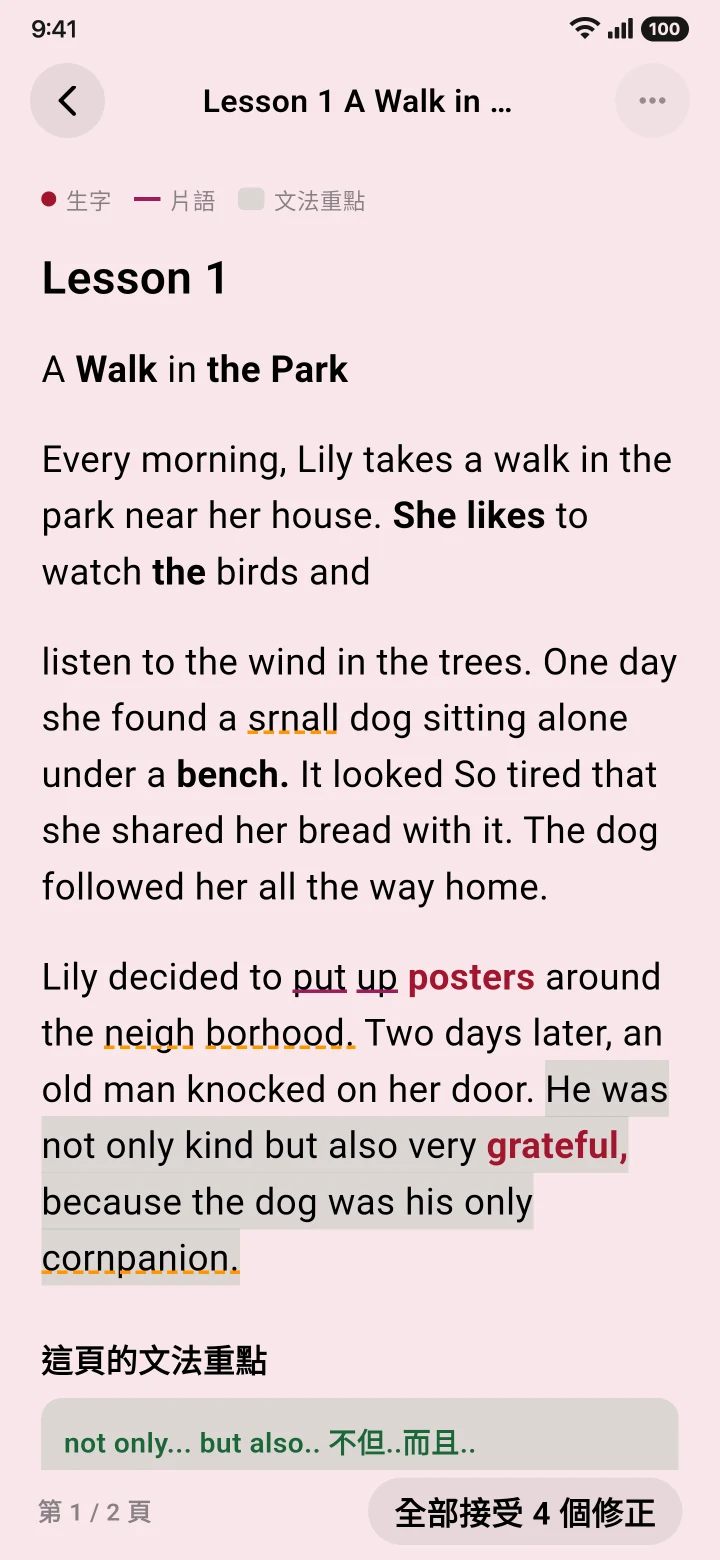 9:41
100
Lesson 1 A Walk in ...
生字 片語 文法重點
Lesson 1
A Walk in the Park
Every morning, Lily takes a walk in the
park near her house. She likes to
watch the birds and
listen to the wind in the trees. One day
she found a srnall dog sitting alone
under a bench. It looked So tired that
she shared her bread with it. The dog
followed her all the way home.
Lily decided to put up posters around
the neigh borhood. Two days later, an
old man knocked on her door. He was
not only kind but also very grateful,
because the dog was his only
cornpanion.
這頁的文法重點
not only... but also.. 不但..而且..
第 1 / 2 頁
全部接受 4 個修正